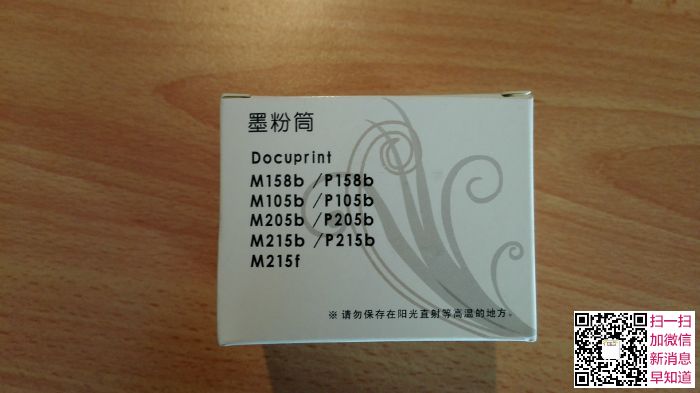 墨粉筒
Docuprint
M158b /P158b
M105b /P105b
M205b /P205b
M215b /P215b
M215f
※请勿保存在阳光直射等高温的地方。
扫一扫
加微信
新消息
早知道